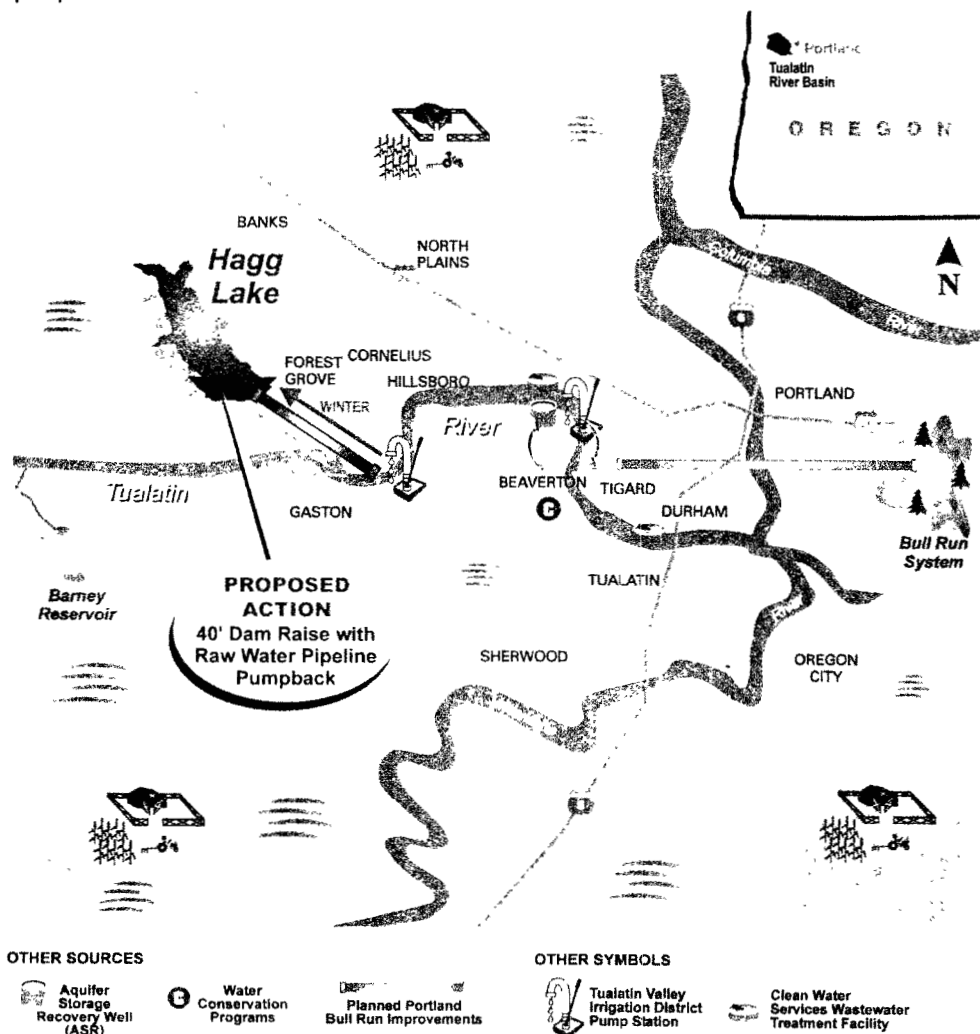 Portland
Tualatin
River Basin
OREGON
BANKS
NORTH
PLAINS
Hagg
Lake
Columbia
River
N
FOREST
GROVE
CORNELIUS
HILLSBORO
WINTER
PORTLAND
River
Tualatin
BEAVERTON
TIGARD
GASTON
DURHAM
Bull Run
System
TUALATIN
Barney
Reservoir
PROPOSED
ACTION
40' Dam Raise with
Raw Water Pipeline
Pumpback
SHERWOOD
OREGON
CITY
OTHER SOURCES
Aquifer
Storage
Recovery Well
(ASR)
Water
Conservation
Programs
Planned Portland
Bull Run Improvements
OTHER SYMBOLS
Tualatin Valley
Irrigation District
Pump Station
Clean Water
Services Wastewater
Treatment Facility